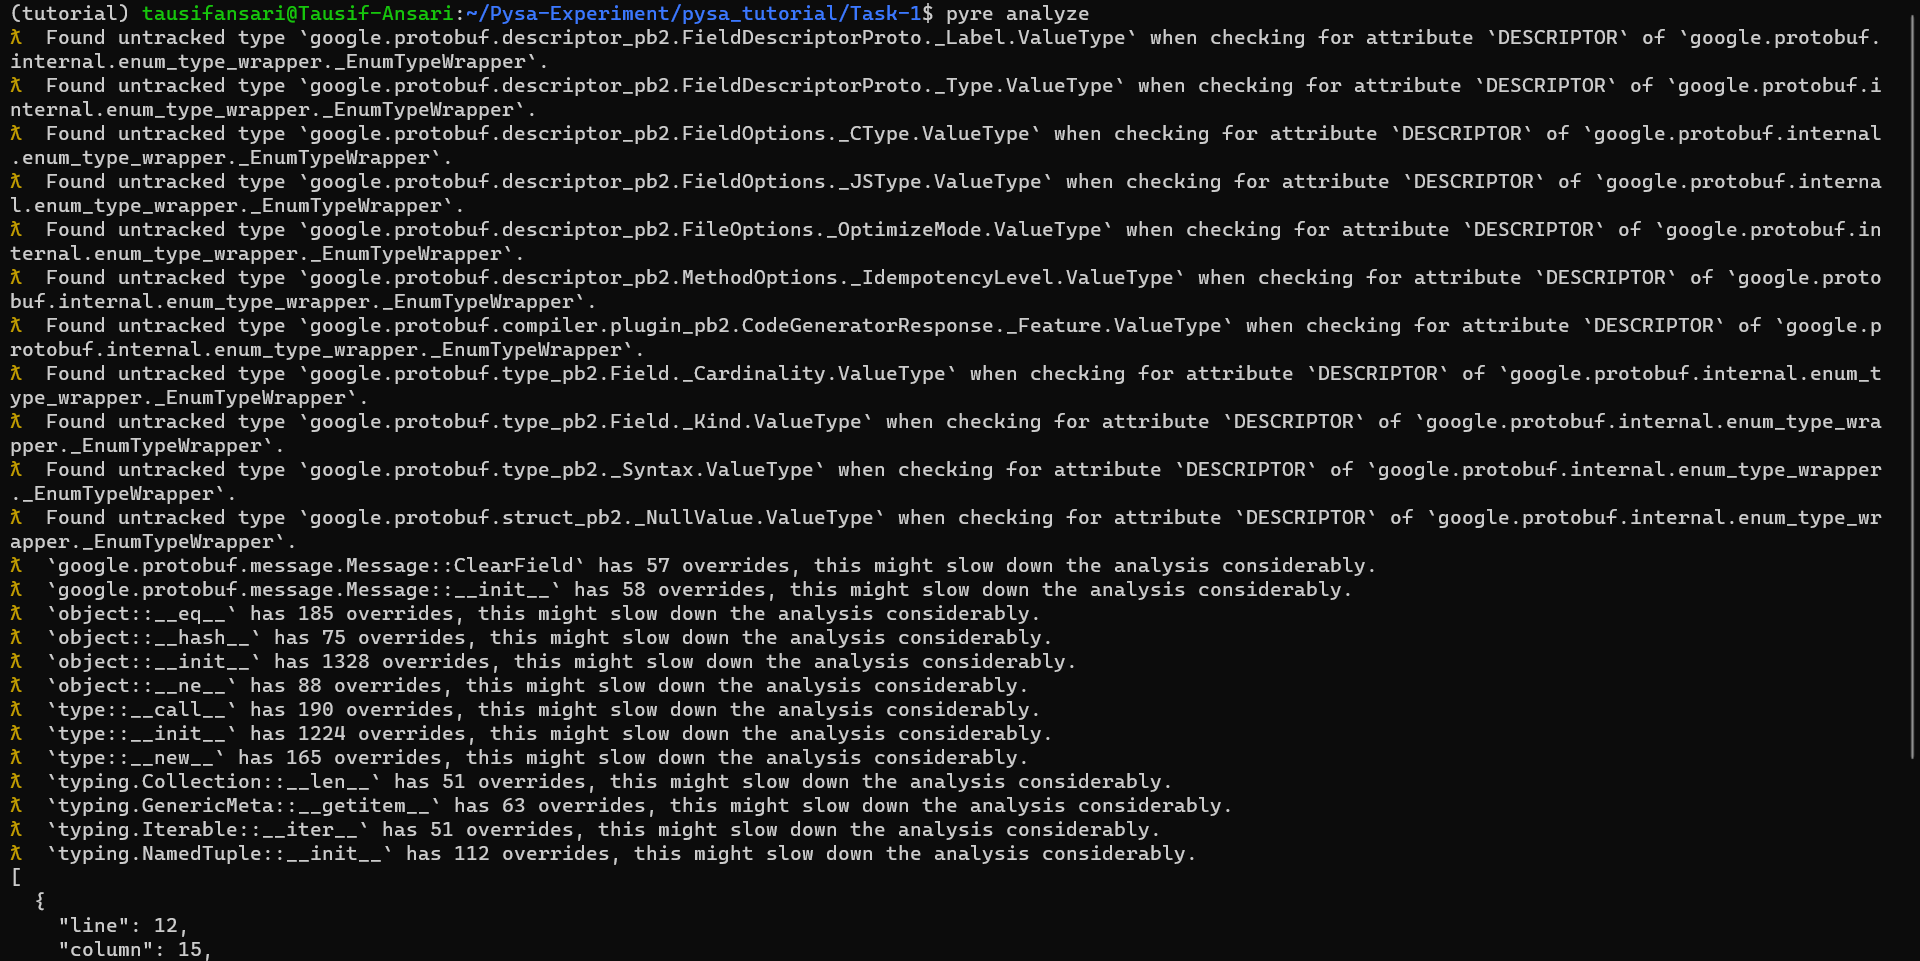 (tutorial) tausifansari@Tausif-Ansari:~/Pysa-Experiment/pysa_tutorial/Task-1$ pyre analyze
ƛ  Found untracked type `google.protobuf.descriptor_pb2.FieldDescriptorProto._Label.ValueType` when checking for attribute `DESCRIPTOR` of `google.protobuf.
internal.enum_type_wrapper._EnumTypeWrapper`.
ƛ  Found untracked type `google.protobuf.descriptor_pb2.FieldDescriptorProto._Type.ValueType` when checking for attribute `DESCRIPTOR` of `google.protobuf.i
nternal.enum_type_wrapper._EnumTypeWrapper`.
ƛ  Found untracked type `google.protobuf.descriptor_pb2.FieldOptions._CType.ValueType` when checking for attribute `DESCRIPTOR` of `google.protobuf.internal
.enum_type_wrapper._EnumTypeWrapper`.
ƛ  Found untracked type `google.protobuf.descriptor_pb2.FieldOptions._JSType.ValueType` when checking for attribute `DESCRIPTOR` of `google.protobuf.interna
l.enum_type_wrapper._EnumTypeWrapper`.
ƛ  Found untracked type `google.protobuf.descriptor_pb2.FileOptions._OptimizeMode.ValueType` when checking for attribute `DESCRIPTOR` of `google.protobuf.in
ternal.enum_type_wrapper._EnumTypeWrapper`.
ƛ  Found untracked type `google.protobuf.descriptor_pb2.MethodOptions._IdempotencyLevel.ValueType` when checking for attribute `DESCRIPTOR` of `google.proto
buf.internal.enum_type_wrapper._EnumTypeWrapper`.
ƛ  Found untracked type `google.protobuf.compiler.plugin_pb2.CodeGeneratorResponse._Feature.ValueType` when checking for attribute `DESCRIPTOR` of `google.p
rotobuf.internal.enum_type_wrapper._EnumTypeWrapper`.
ƛ  Found untracked type `google.protobuf.type_pb2.Field._Cardinality.ValueType` when checking for attribute `DESCRIPTOR` of `google.protobuf.internal.enum_t
ype_wrapper._EnumTypeWrapper`.
ƛ  Found untracked type `google.protobuf.type_pb2.Field._Kind.ValueType` when checking for attribute `DESCRIPTOR` of `google.protobuf.internal.enum_type_wra
pper._EnumTypeWrapper`.
ƛ  Found untracked type `google.protobuf.type_pb2._Syntax.ValueType` when checking for attribute `DESCRIPTOR` of `google.protobuf.internal.enum_type_wrapper
._EnumTypeWrapper`.
ƛ  Found untracked type `google.protobuf.struct_pb2._NullValue.ValueType` when checking for attribute `DESCRIPTOR` of `google.protobuf.internal.enum_type_wr
apper._EnumTypeWrapper`.
ƛ  `google.protobuf.message.Message::ClearField` has 57 overrides, this might slow down the analysis considerably.
ƛ  `google.protobuf.message.Message::__init__` has 58 overrides, this might slow down the analysis considerably.
ƛ  `object::__eq__` has 185 overrides, this might slow down the analysis considerably.
ƛ  `object::__hash__` has 75 overrides, this might slow down the analysis considerably.
ƛ  `object::__init__` has 1328 overrides, this might slow down the analysis considerably.
ƛ  `object::__ne__` has 88 overrides, this might slow down the analysis considerably.
ƛ  `type::__call__` has 190 overrides, this might slow down the analysis considerably.
ƛ  `type::__init__` has 1224 overrides, this might slow down the analysis considerably.
ƛ  `type::__new__` has 165 overrides, this might slow down the analysis considerably.
ƛ  `typing.Collection::__len__` has 51 overrides, this might slow down the analysis considerably.
ƛ  `typing.GenericMeta::__getitem__` has 63 overrides, this might slow down the analysis considerably.
ƛ  `typing.Iterable::__iter__` has 51 overrides, this might slow down the analysis considerably.
ƛ  `typing.NamedTuple::__init__` has 112 overrides, this might slow down the analysis considerably.
[
  {
    "line": 12,
    "column": 15,